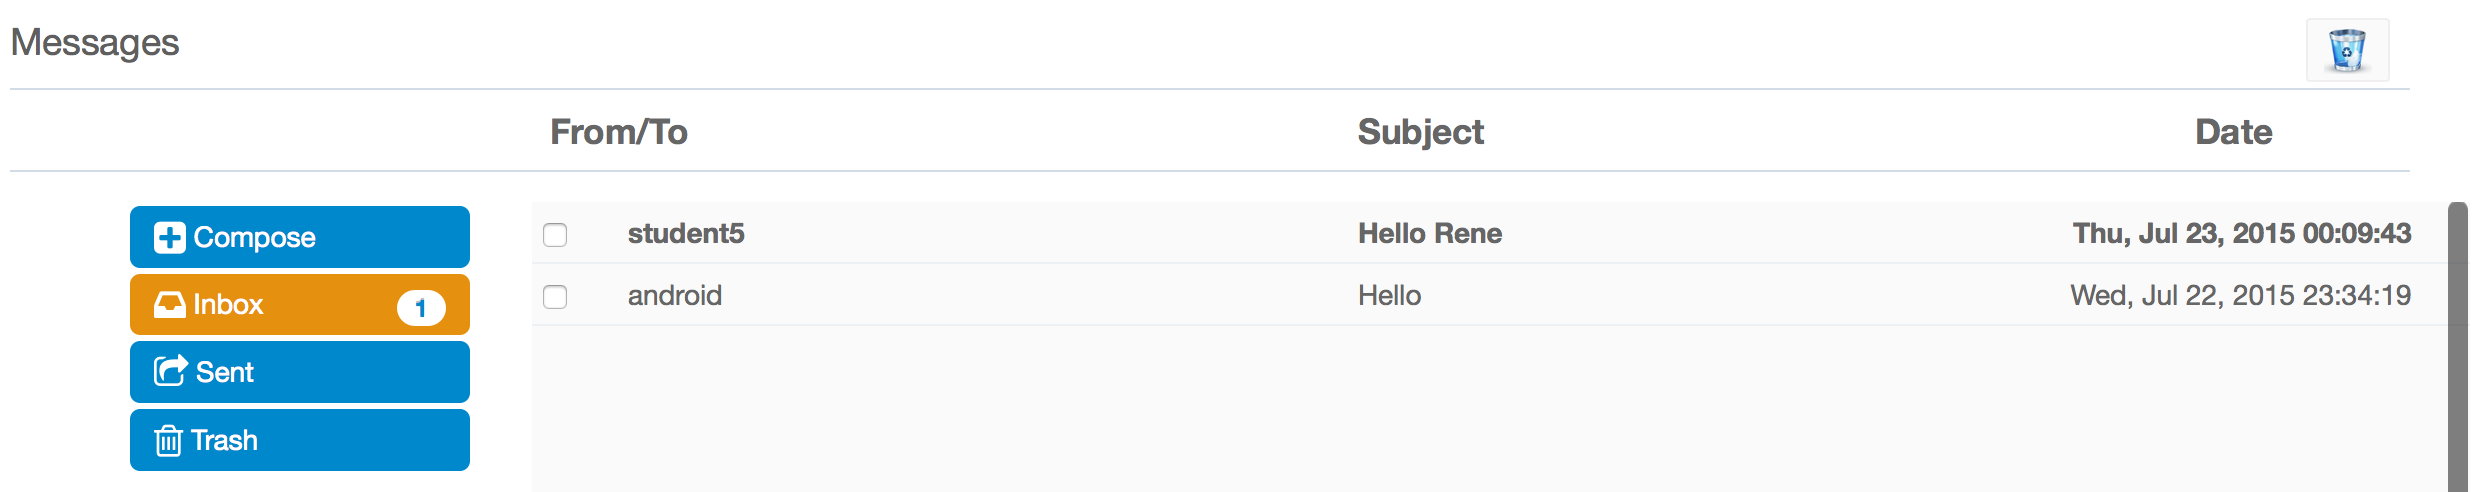 Messages
From/To Subject Date
Compose
Inbox 1
Sent
Trash
student5 Hello Rene Thu, Jul 23, 2015 00:09:43
android Hello Wed, Jul 22, 2015 23:34:19